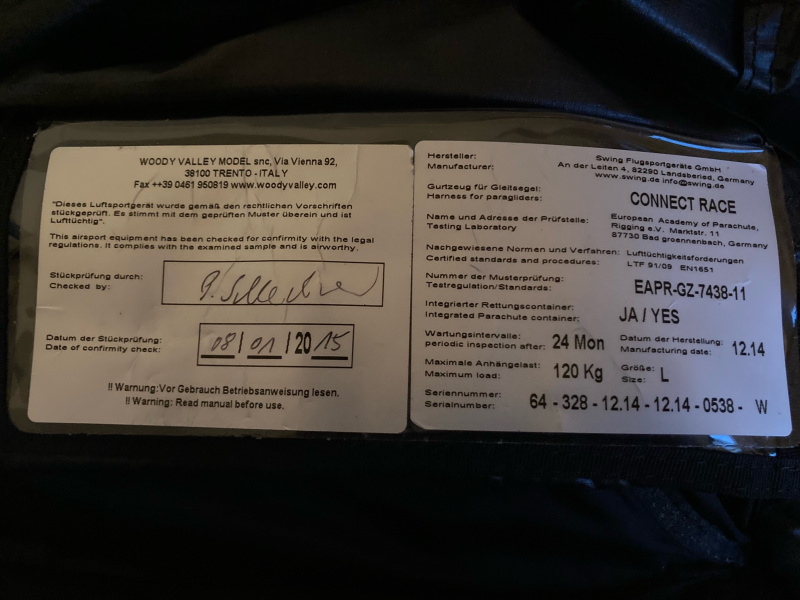 WOODY VALLEY MODEL snc, Via Vienna 92,
38100 TRENTO - ITALY
Fax ++39 0461 950819 www.woodyvalley.com
"Dieses Luftsportgerät wurde gemäß den rechtlichen Vorschriften
stückgeprüft. Es stimmt mit dem geprüften Muster überein und ist
Luftüchtig".
This airsport equipment has been checked for confirmity with the legal
regulations. It complies with the examined sample and is airworthy.
Stückprüfung durch:
Checked by:
Datum der Stückprüfung:
Date of confirmity check:
08/01/2015
!! Warnung:Vor Gebrauch Betriebsanweisung lesen.
!! Warning: Read manual before use.
Hersteller: Swing Flugsportgeräte GmbH
Manufacturer: An der Leiten 4, 82290 Landsberied, Germany
www.swing.de info@swing.de
Gurtzeug für Gleitsegel:
Harness for paragliders: CONNECT RACE
Name und Adresse der Prüfstelle: European Academy of Parachute,
Testing Laboratory Rigging e.V. Marktstr. 11
87730 Bad groennenbach, Germany
Nachgewiesene Normen und Verfahren: Luftüchtigkeitsforderungen
Certified standards and procedures: LTF 91/09 EN1651
Nummer der Musterprüfung:
Testregulation/Standards: EAPR-GZ-7438-11
Integrierter Rettungscontainer:
Integrated Parachute container: JA / YES
Wartungsintervalle: Datum der Herstellung:
periodic inspection after: 24 Mon Manufacturing date: 12.14
Maximale Anhängelast: Größe:
Maximum load: 120 Kg Size: L
Seriennummer:
Serialnumber: 64 - 328 - 12.14 - 12.14 - 0538 - W